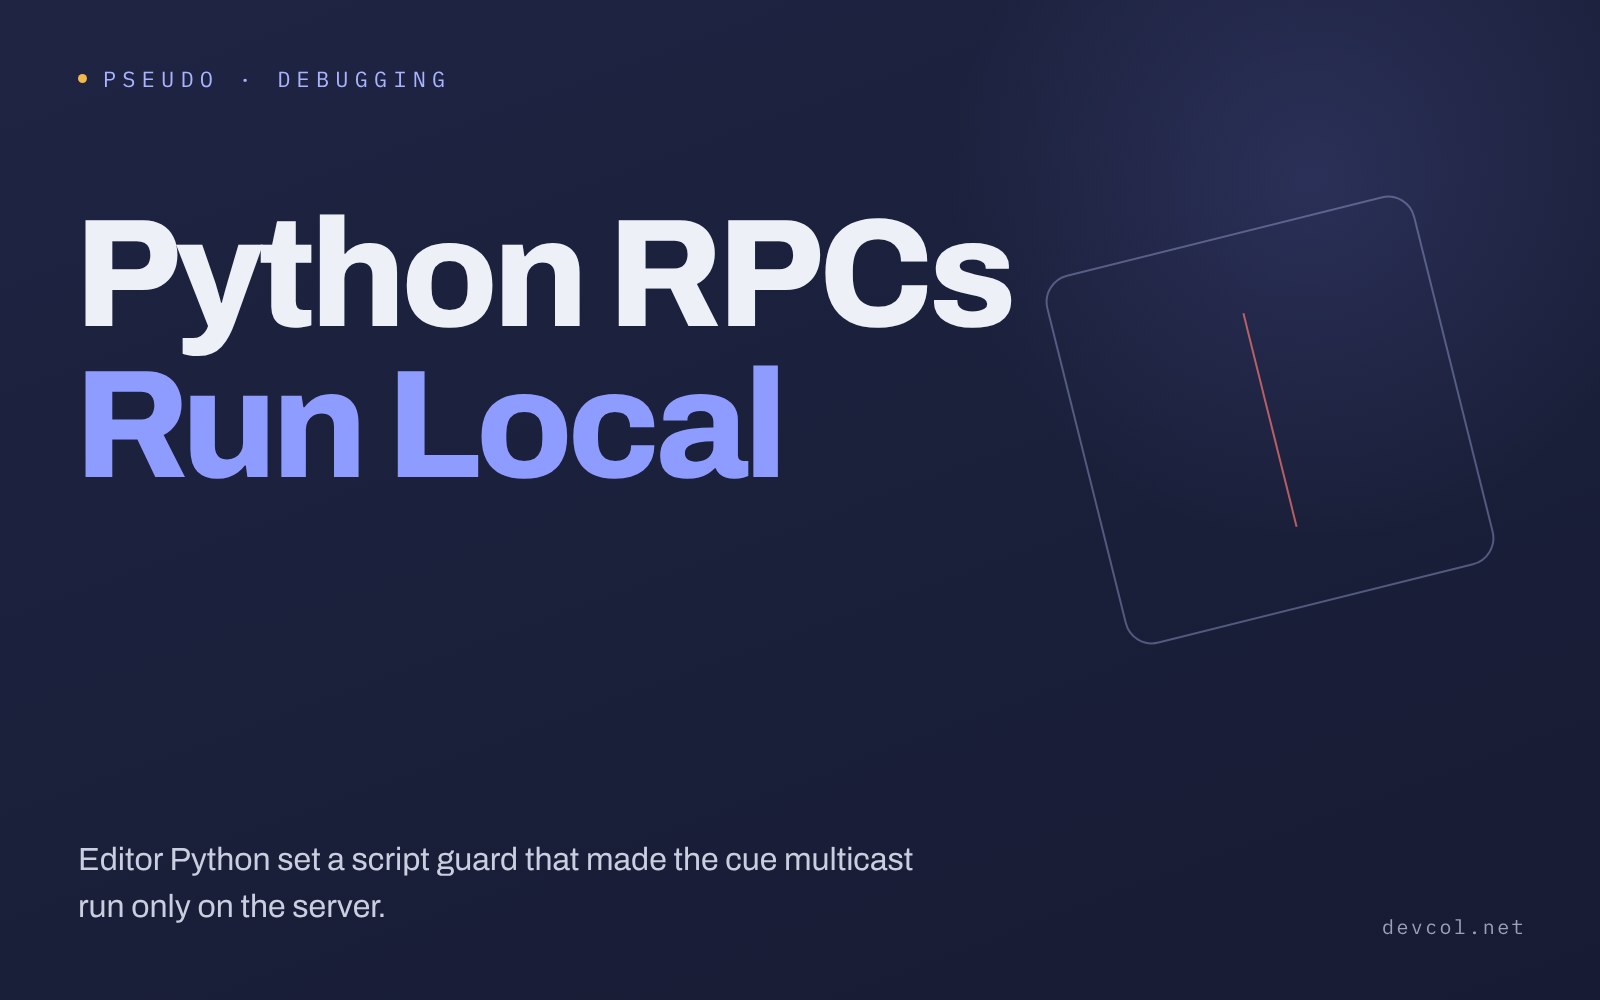 PSEUDO · DEBUGGING
Python RPCs
Run Local
Editor Python set a script guard that made the cue multicast
run only on the server.
devcol.net